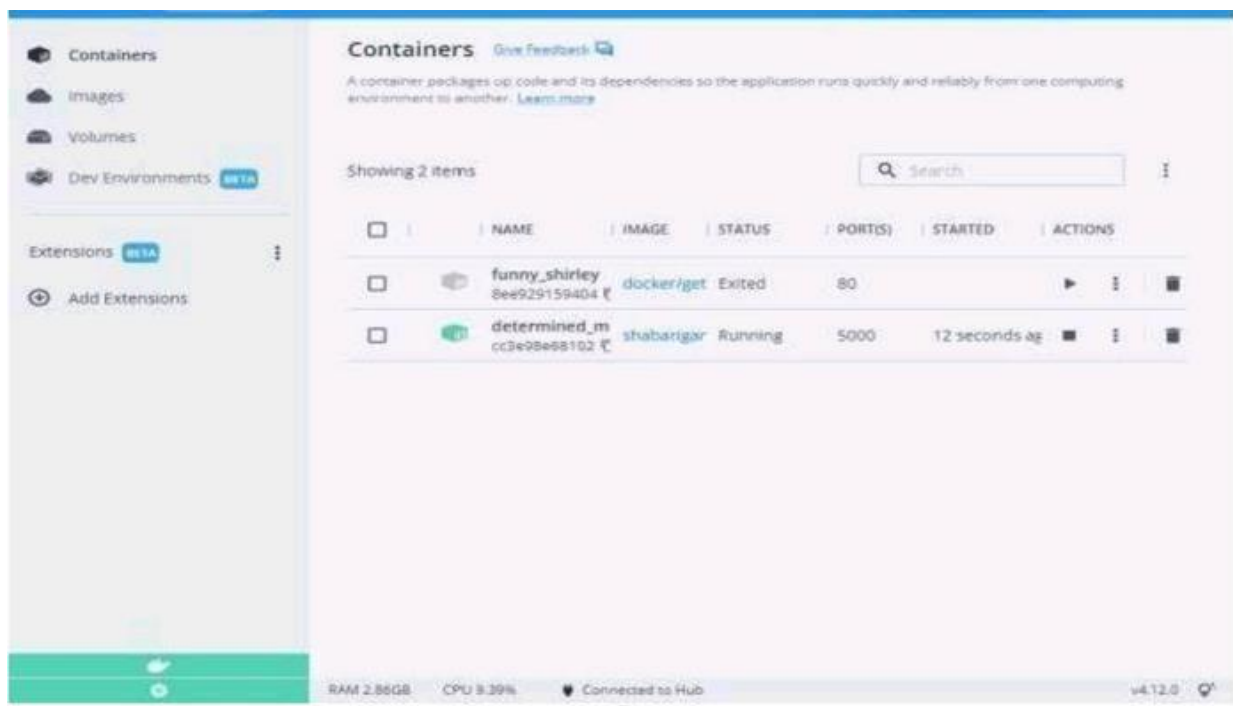 Containers
Images
Volumes
Dev Environments BETA
Extensions BETA
Add Extensions
Containers Give Feedback
A container packages up code and its dependencies so the application runs quickly and reliably from one computing
environment to another. Learn more
Showing 2 items
Search
NAME IMAGE STATUS PORT(S) STARTED ACTIONS
funny_shirley docker/get Exited 80
8ee929159404
determined_m shabarigar Running 5000 12 seconds ag
cc3e98e68102
RAM 2.86GB CPU 9.39% Connected to Hub v4.12.0